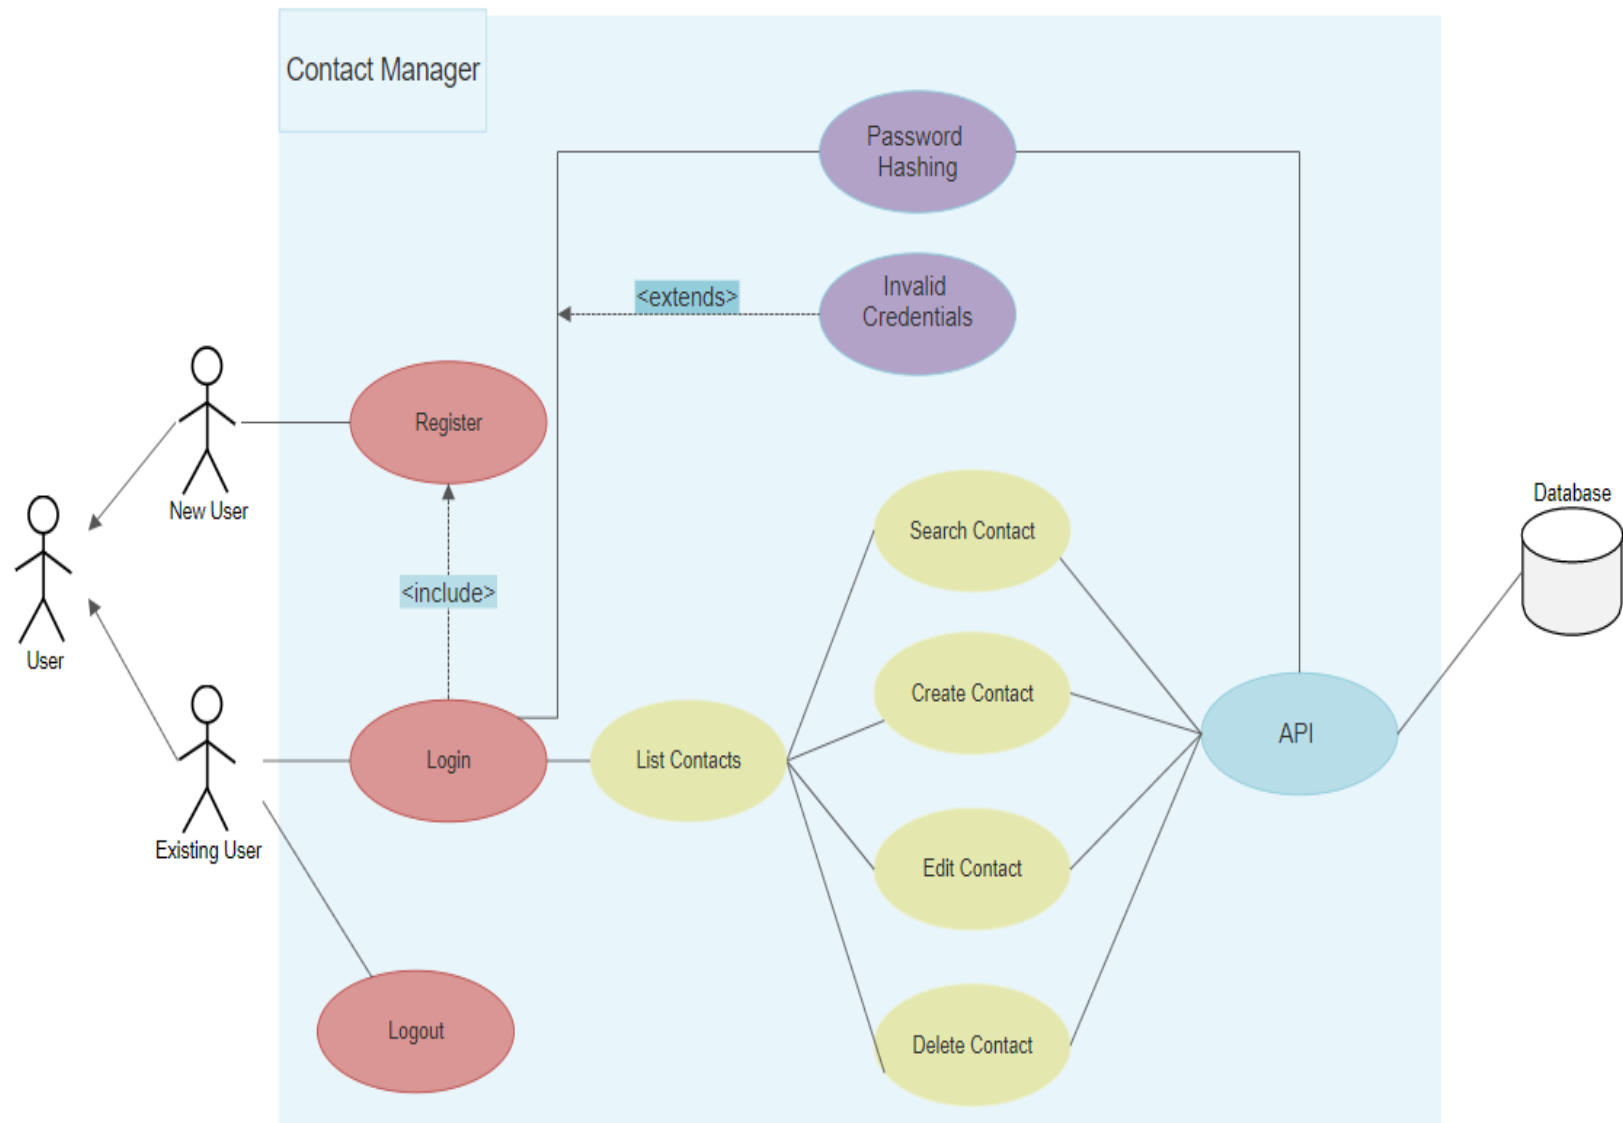 Contact Manager
Password
Hashing
<extends>
Invalid
Credentials
Register
New User
Database
Search Contact
<include>
User
Create Contact
API
Login
List Contacts
Existing User
Edit Contact
Logout
Delete Contact